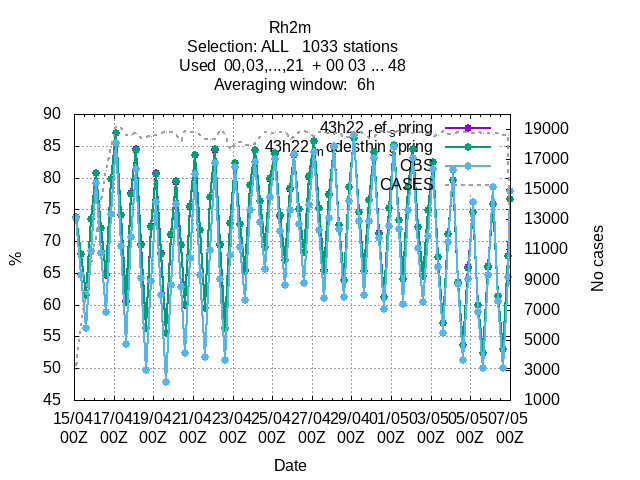 Rh2m
Selection: ALL   1033 stations
Used  00,03,...,21  + 00 03 ... 48
Averaging window:  6h
43h22_ref_spring
43h22_modesthin_spring
OBS
CASES
90
85
80
75
70
65
60
55
50
45
19000
17000
15000
13000
11000
9000
7000
5000
3000
1000
%
No cases
15/04 17/04 19/04 21/04 23/04 25/04 27/04 29/04 01/05 03/05 05/05 07/05
00Z 00Z 00Z 00Z 00Z 00Z 00Z 00Z 00Z 00Z 00Z 00Z
Date